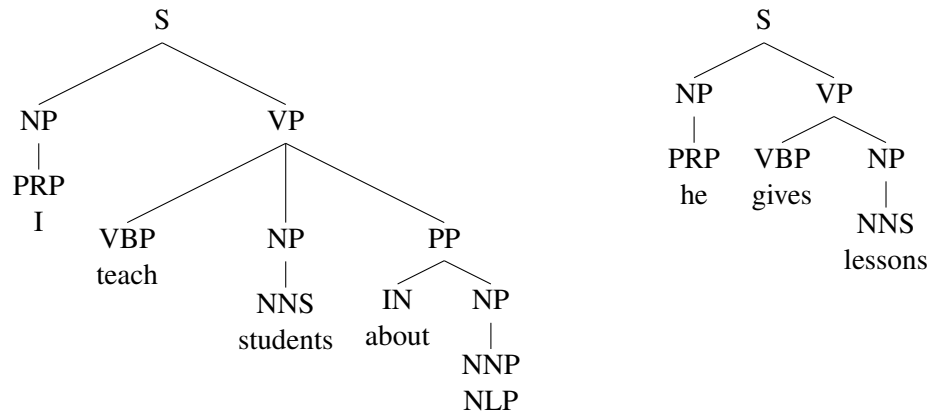 S
S
NP
VP
NP
VP
PRP
I
PRP
he
VBP
gives
NP
VBP
teach
NP
PP
NNS
lessons
NNS
students
IN
about
NP
NNP
NLP